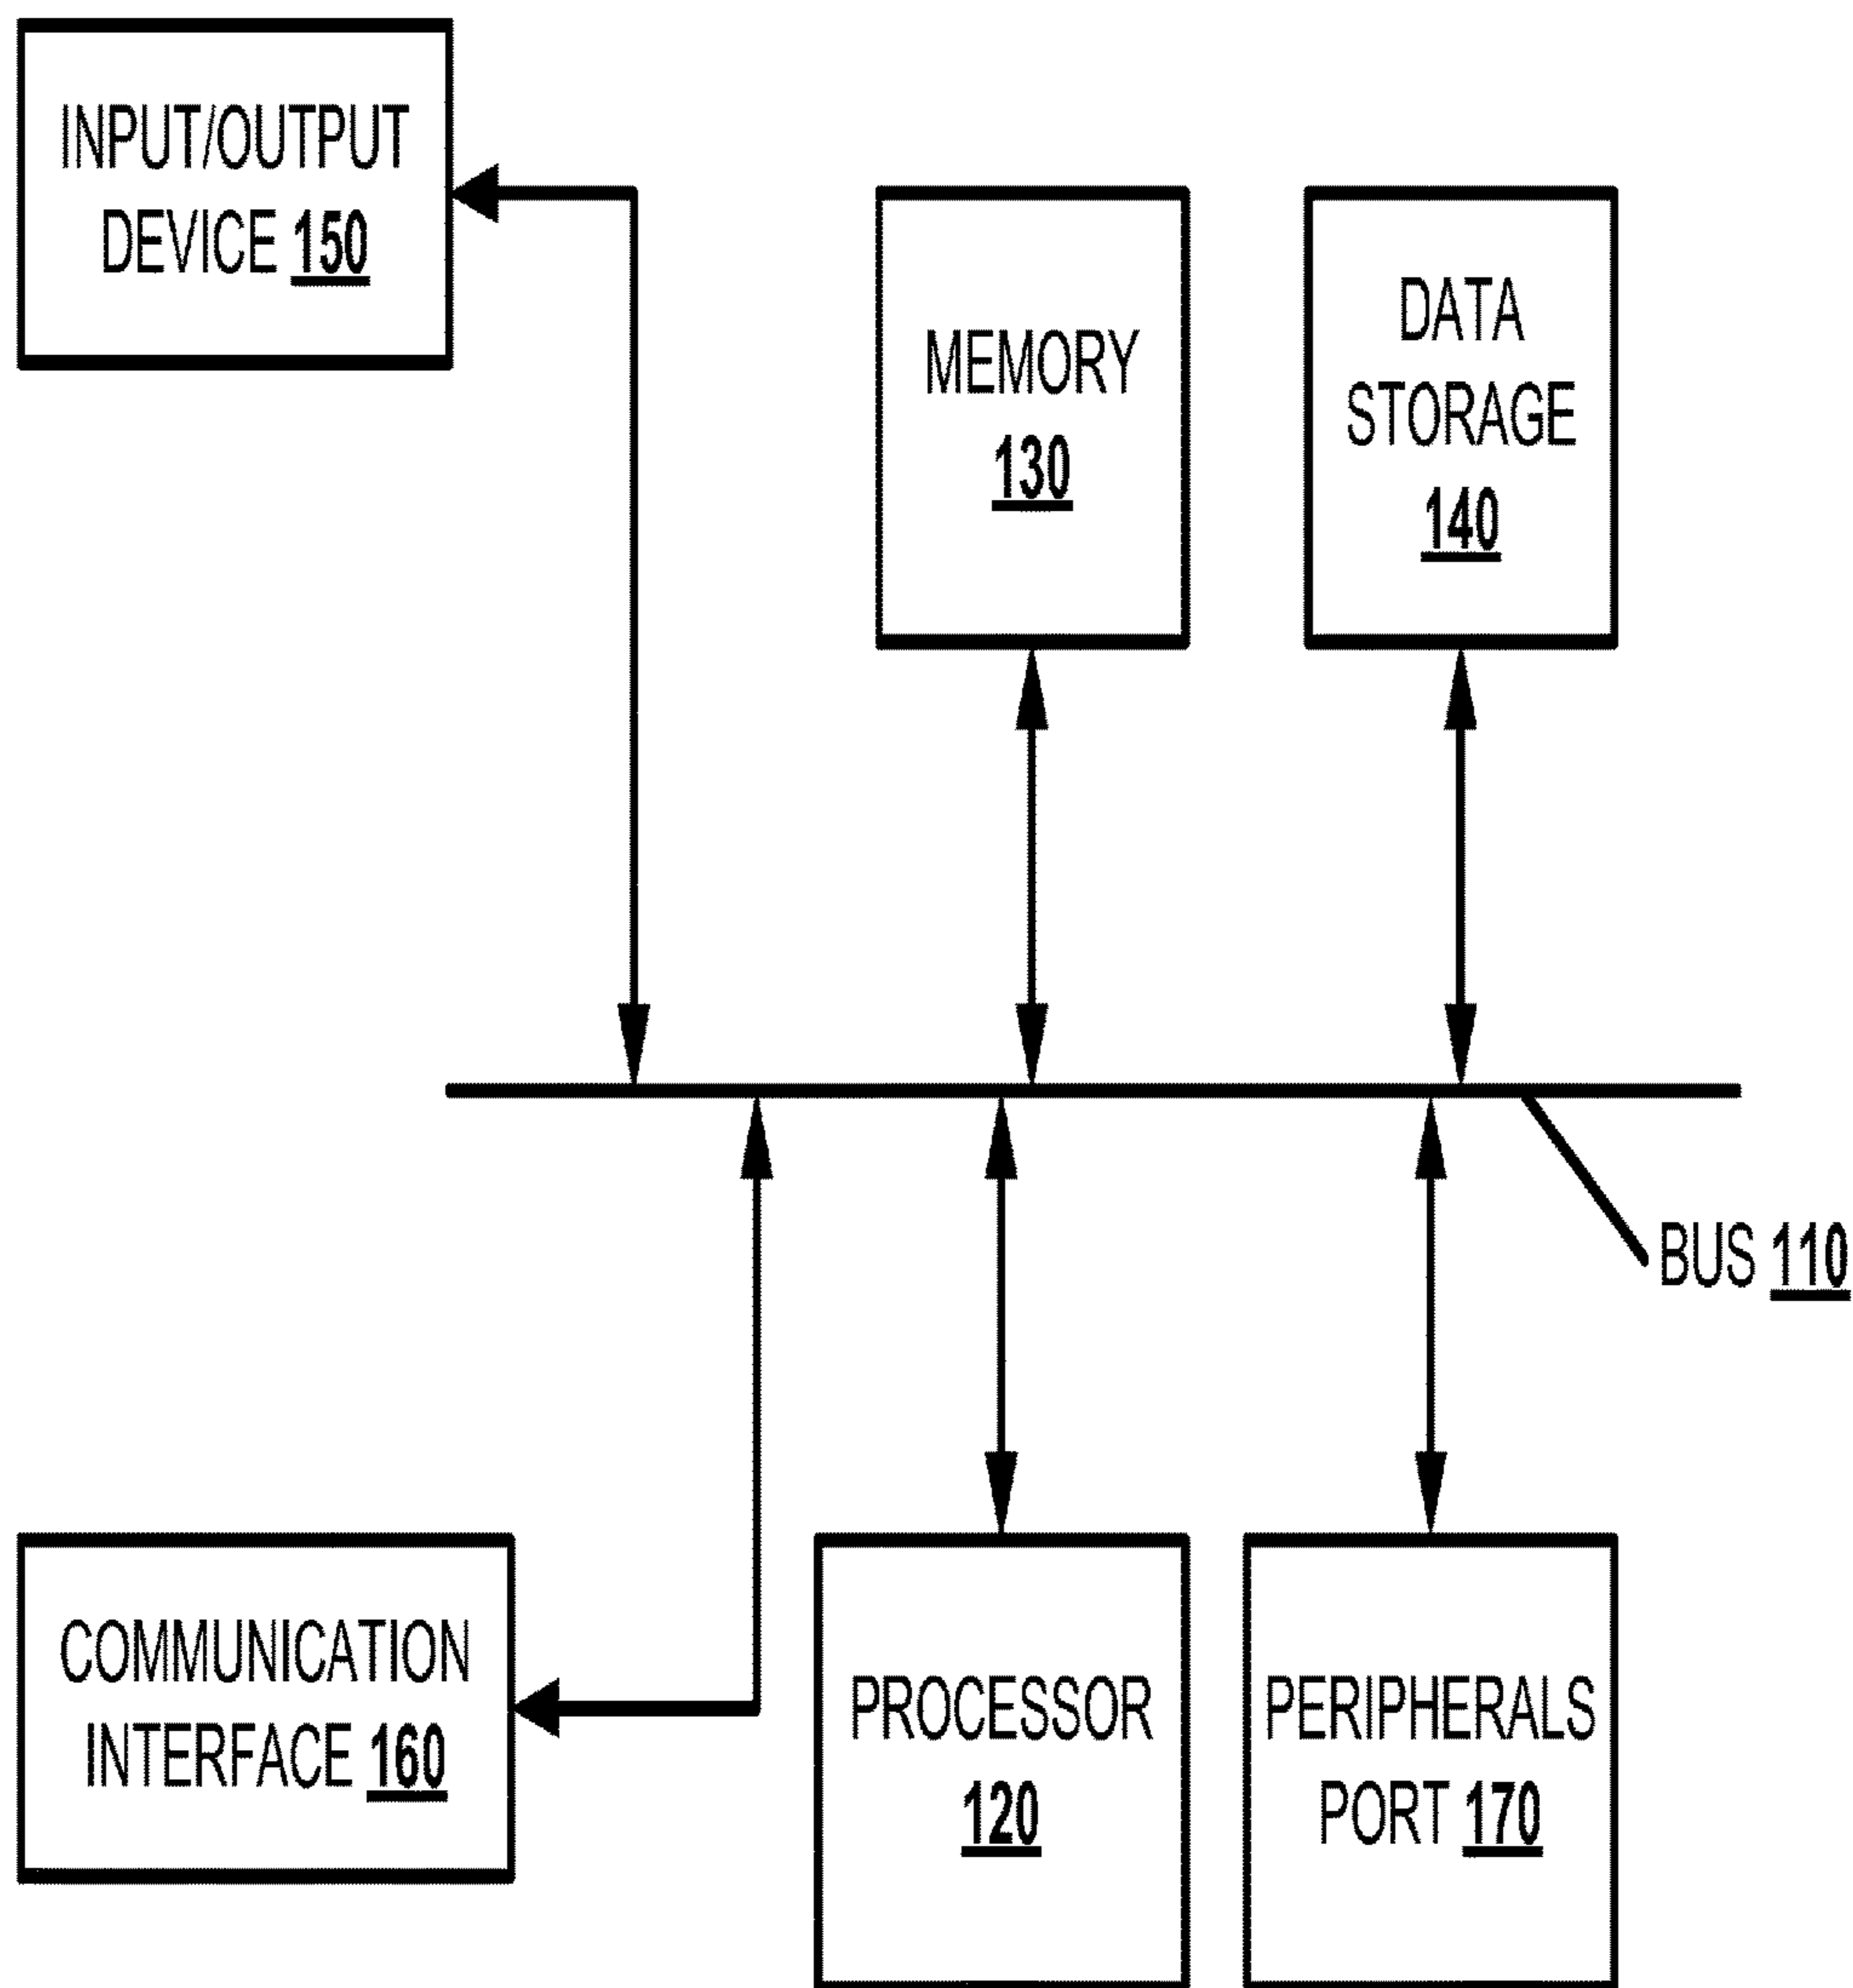 INPUT/OUTPUT
DEVICE 150
MEMORY
130
DATA
STORAGE
140
BUS 110
COMMUNICATION
INTERFACE 160
PROCESSOR
120
PERIPHERALS
PORT 170